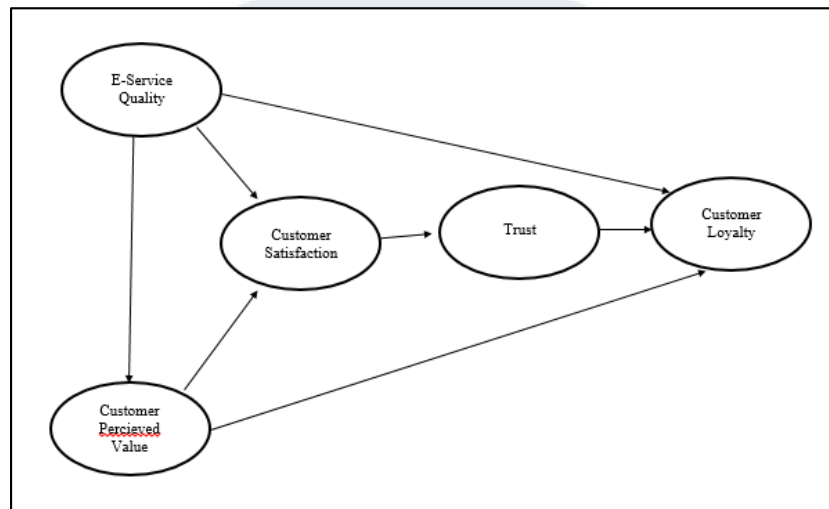 E-Service
Quality
Customer
Satisfaction
Trust
Customer
Loyalty
Customer
Percieved
Value